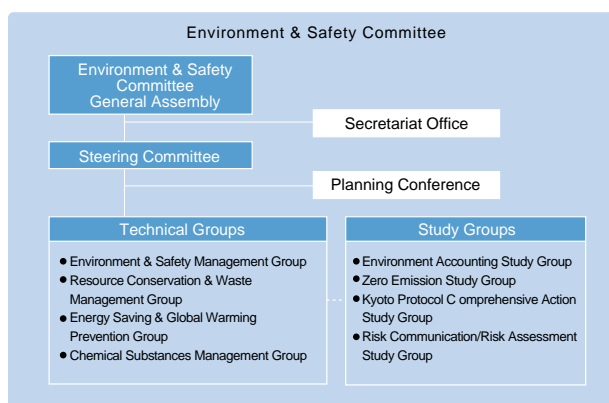 Environment & Safety Committee
Environment & Safety
Committee
General Assembly
Secretariat Office
Steering Committee
Planning Conference
Technical Groups
● Environment & Safety Management Group
● Resource Conservation & Waste
Management Group
● Energy Saving & Global Warming
Prevention Group
● Chemical Substances Management Group
Study Groups
● Environment Accounting Study Group
● Zero Emission Study Group
● Kyoto Protocol C omprehensive Action
Study Group
● Risk Communication/Risk Assessment
Study Group